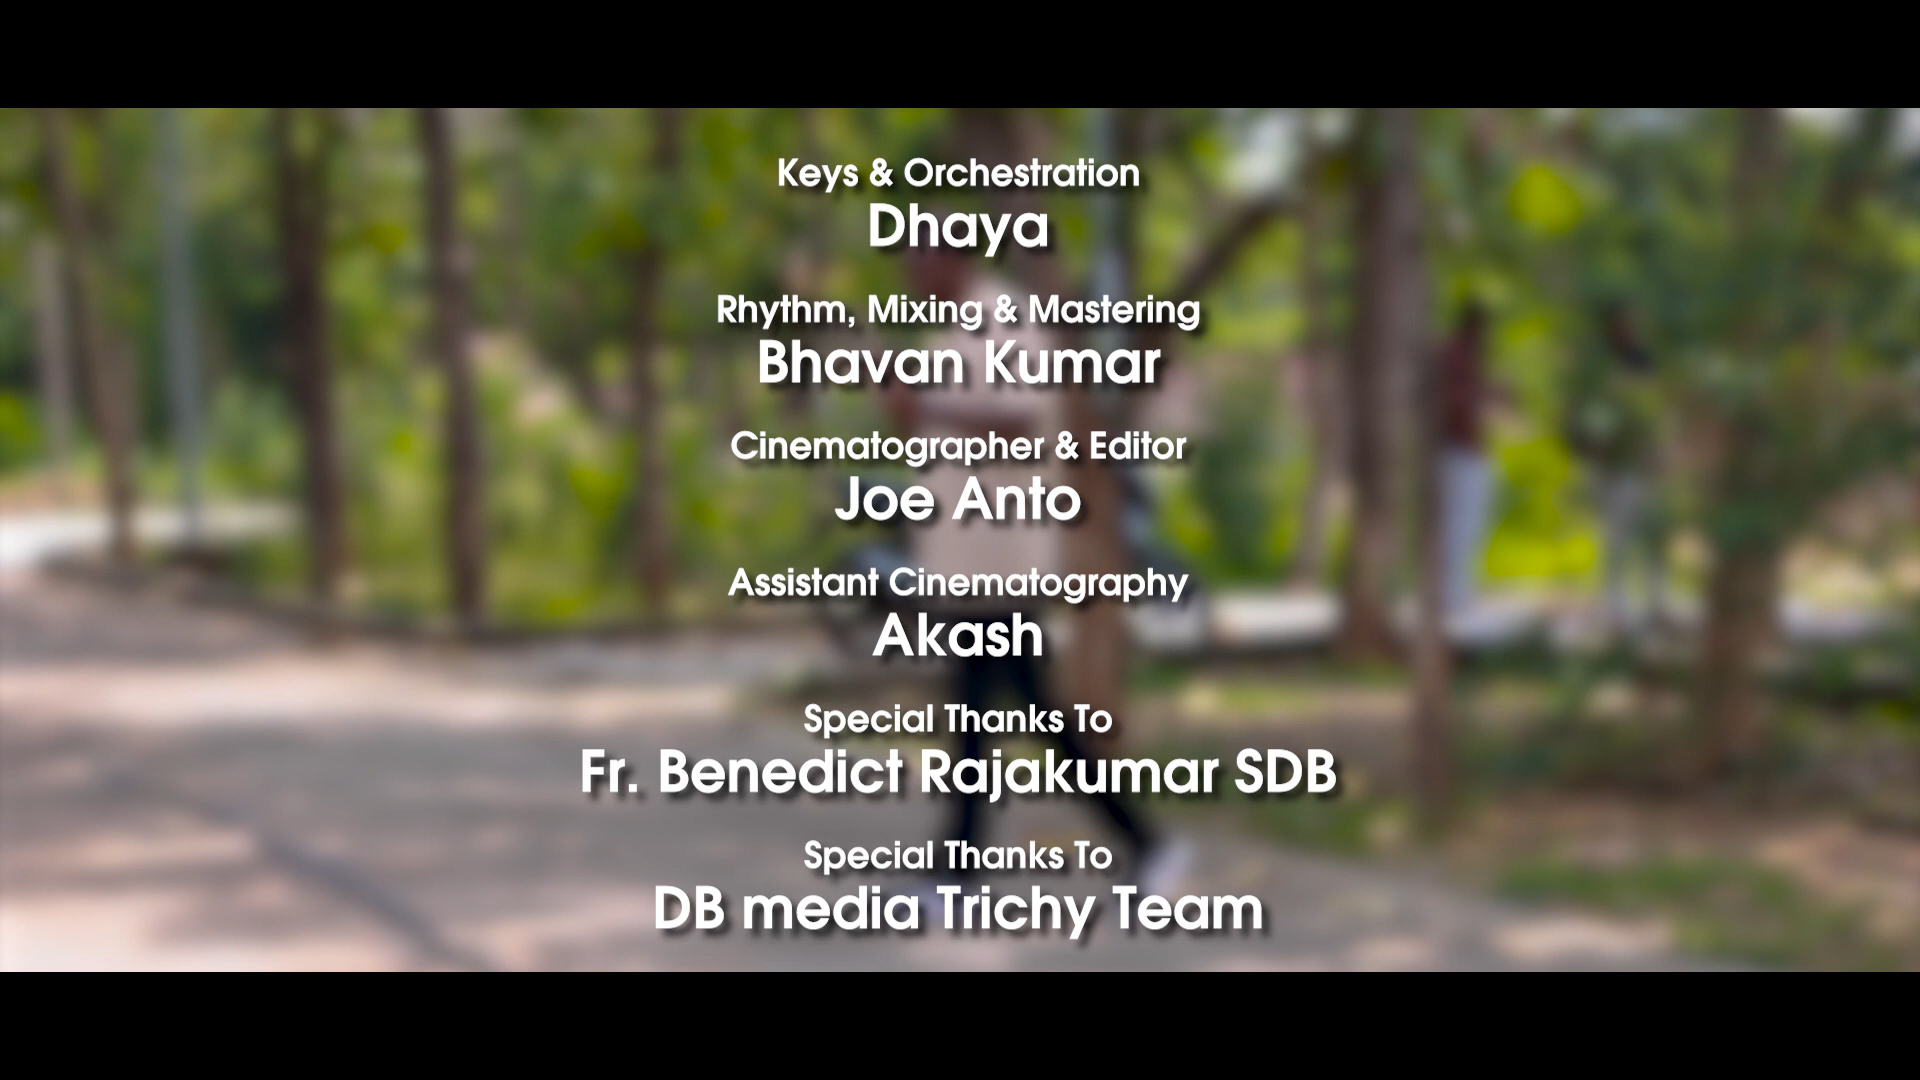 Keys & Orchestration
Dhaya
Rhythm, Mixing & Mastering
Bhavan Kumar
Cinematographer & Editor
Joe Anto
Assistant Cinematography
Akash
Special Thanks To
Fr. Benedict Rajakumar SDB
Special Thanks To
DB media Trichy Team